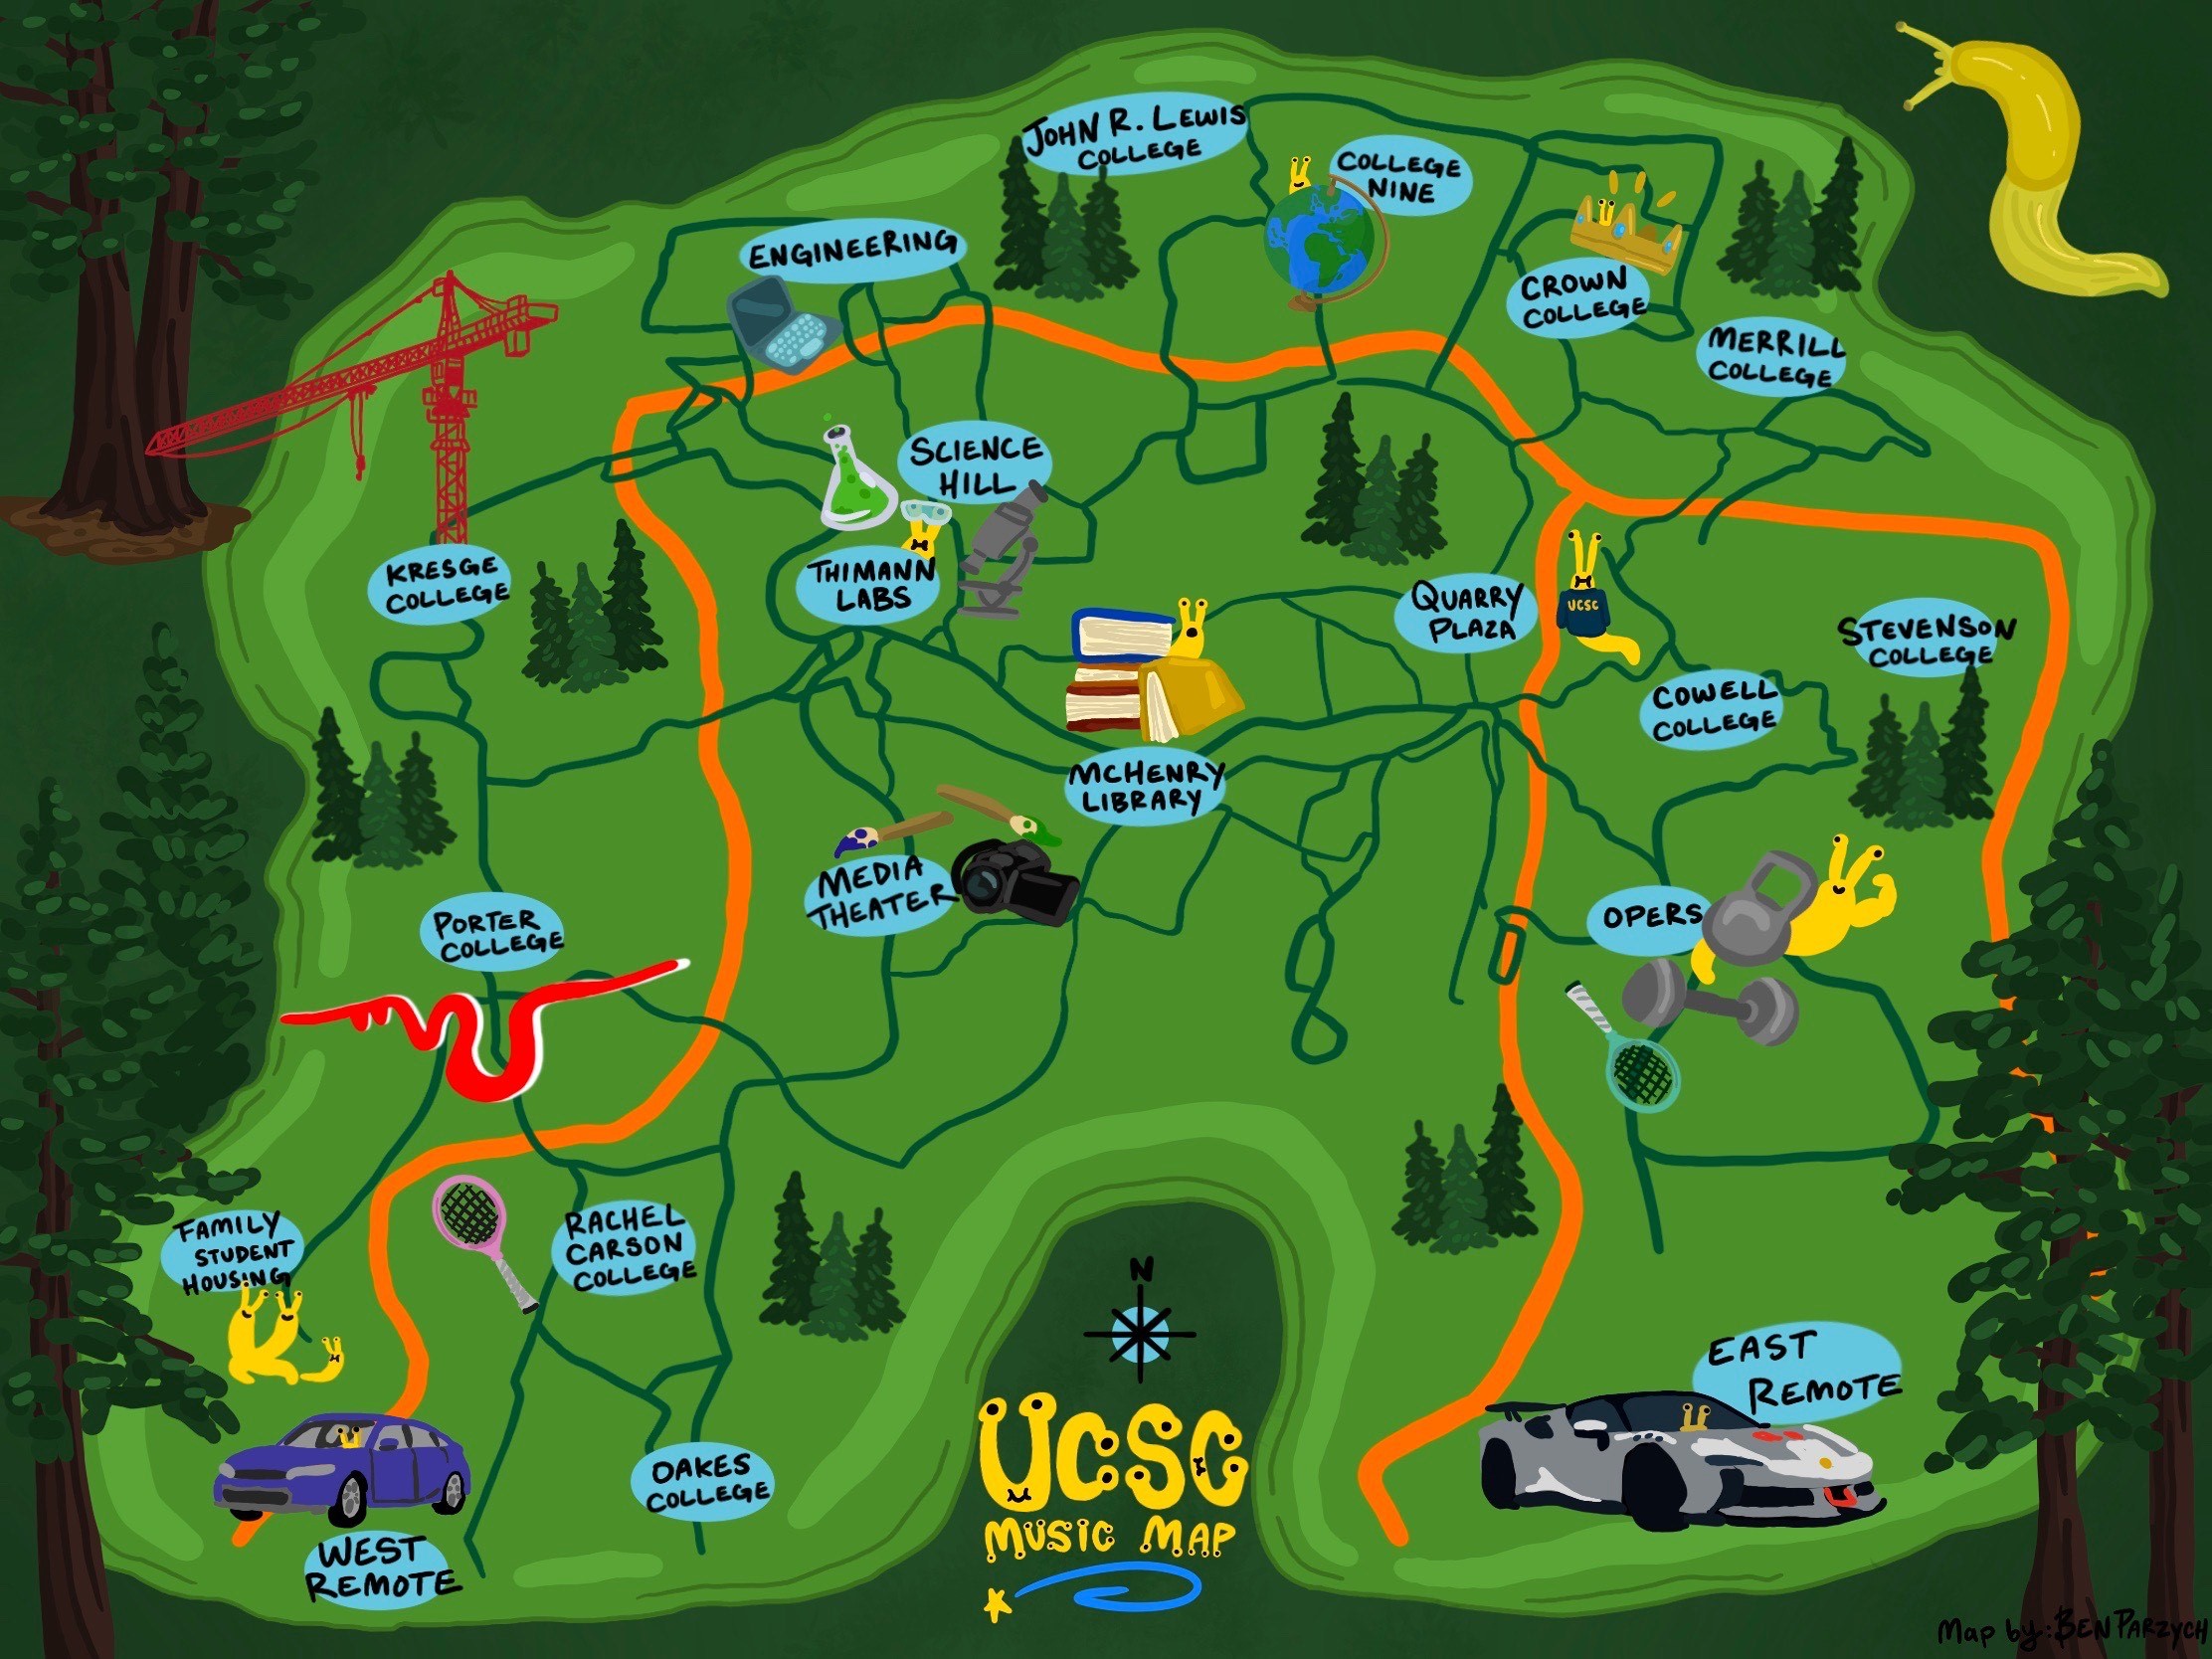 JOHN R. LEWIS
COLLEGE
COLLEGE
NINE
ENGINEERING
CROWN
COLLEGE
MERRILL
COLLEGE
SCIENCE
HILL
KRESGE
COLLEGE
THIMANN
LABS
QUARRY
PLAZA
UCSC
STEVENSON
COLLEGE
COWELL
COLLEGE
MCHENRY
LIBRARY
MEDIA
THEATER
PORTER
COLLEGE
OPERS
FAMILY
STUDENT
HOUSING
RACHEL
CARSON
COLLEGE
N
EAST
REMOTE
UCSC
MUSIC MAP
OAKES
COLLEGE
WEST
REMOTE
Map by: BEN PARZYCH